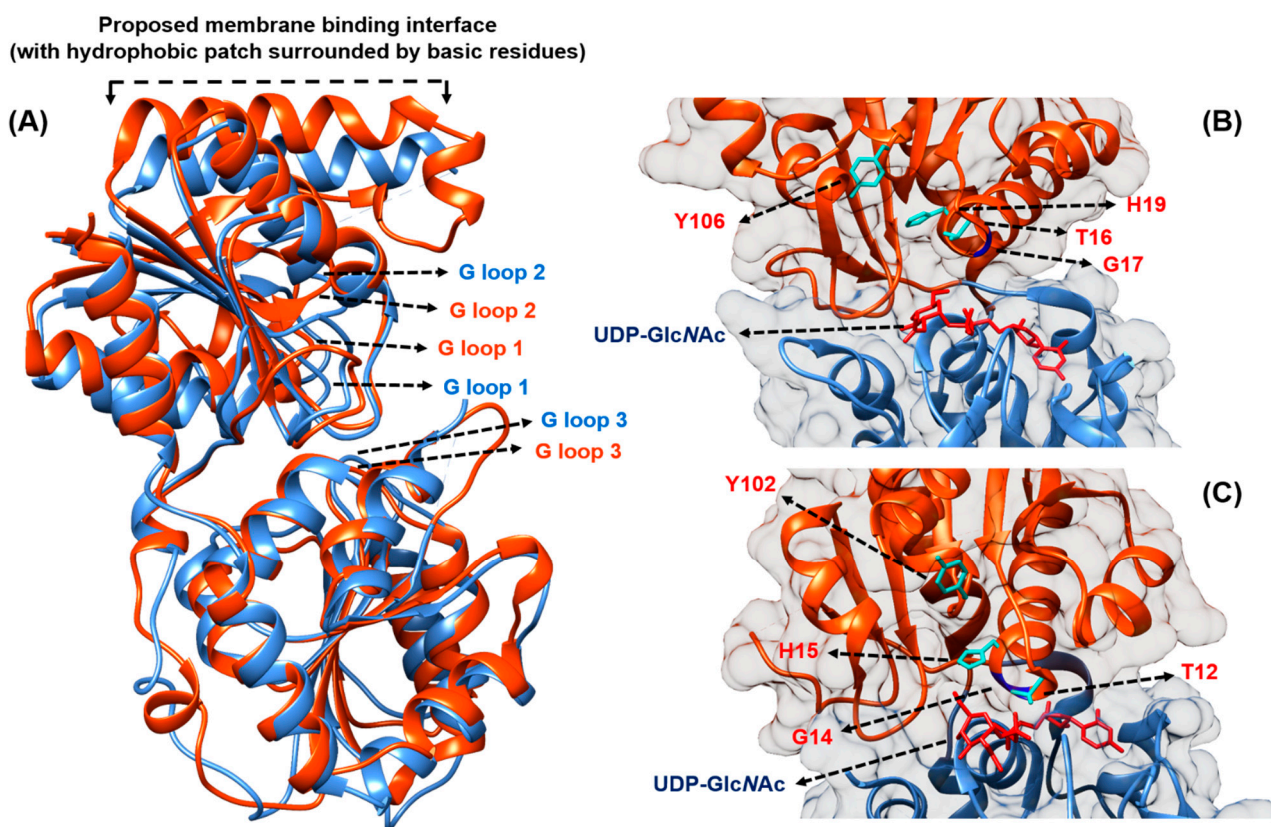 Proposed membrane binding interface
(with hydrophobic patch surrounded by basic residues)
(A)
G loop 2
G loop 2
G loop 1
G loop 1
G loop 3
G loop 3
(B)
Y106
H19
T16
G17
UDP-GlcNAc
(C)
Y102
H15
T12
G14
UDP-GlcNAc